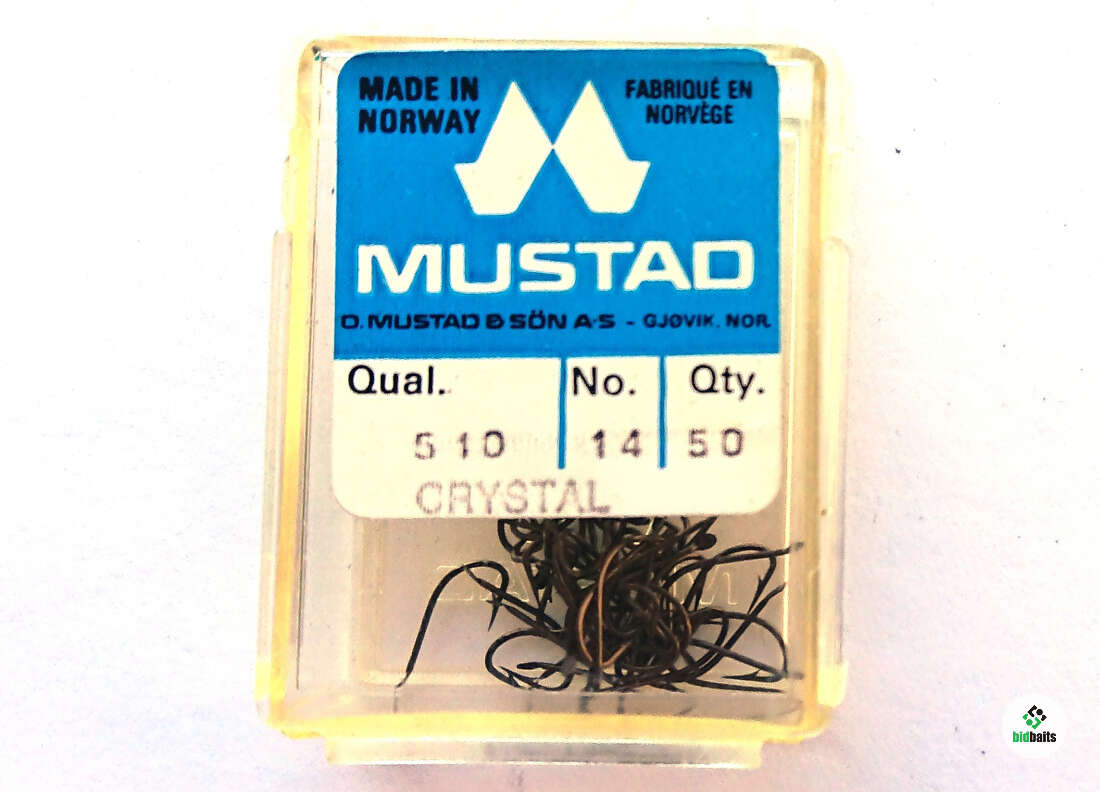 MADE IN
NORWAY
FABRIQUÉ EN
NORVÈGE
MUSTAD
O. MUSTAD & SÖN A·S - GJØVIK. NOR.
Qual. No. Qty.
510 14 50
CRYSTAL
bidbaits